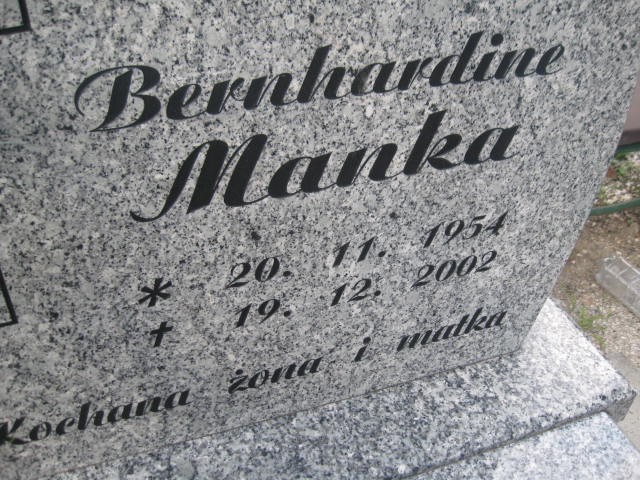 Bernhardine
Manka
* 20. 11. 1954
✝ 19. 12. 2002
Kochana żona i matka